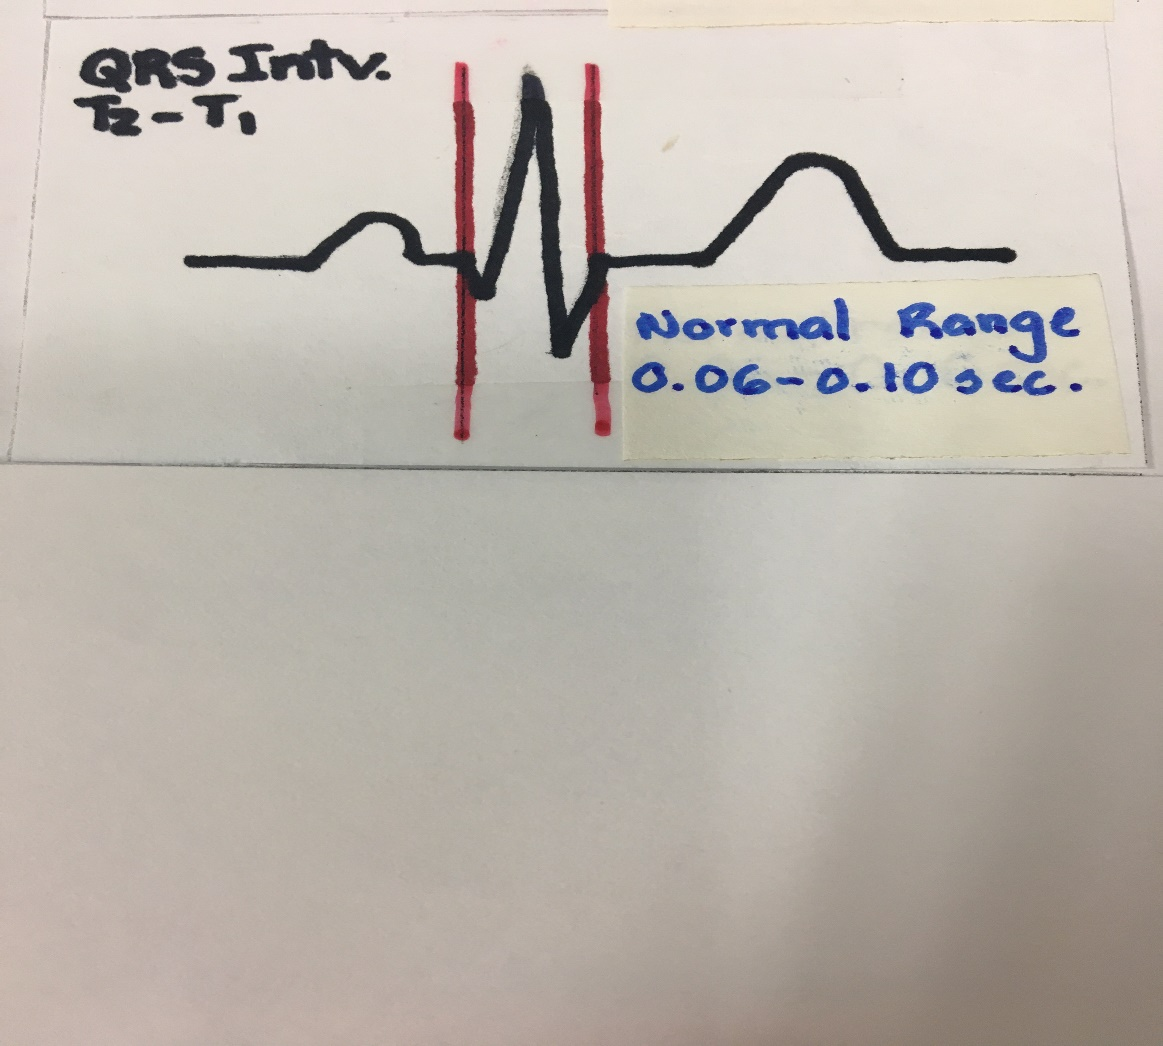 QRS Intv.
T2 - T1
Normal Range
0.06-0.10 sec.